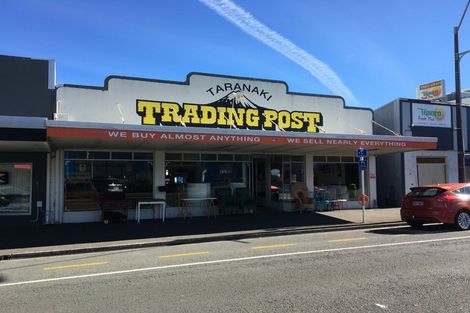 TARANAKI
TRADING POST
WE BUY ALMOST ANYTHING - WE SELL NEARLY EVERYTHING